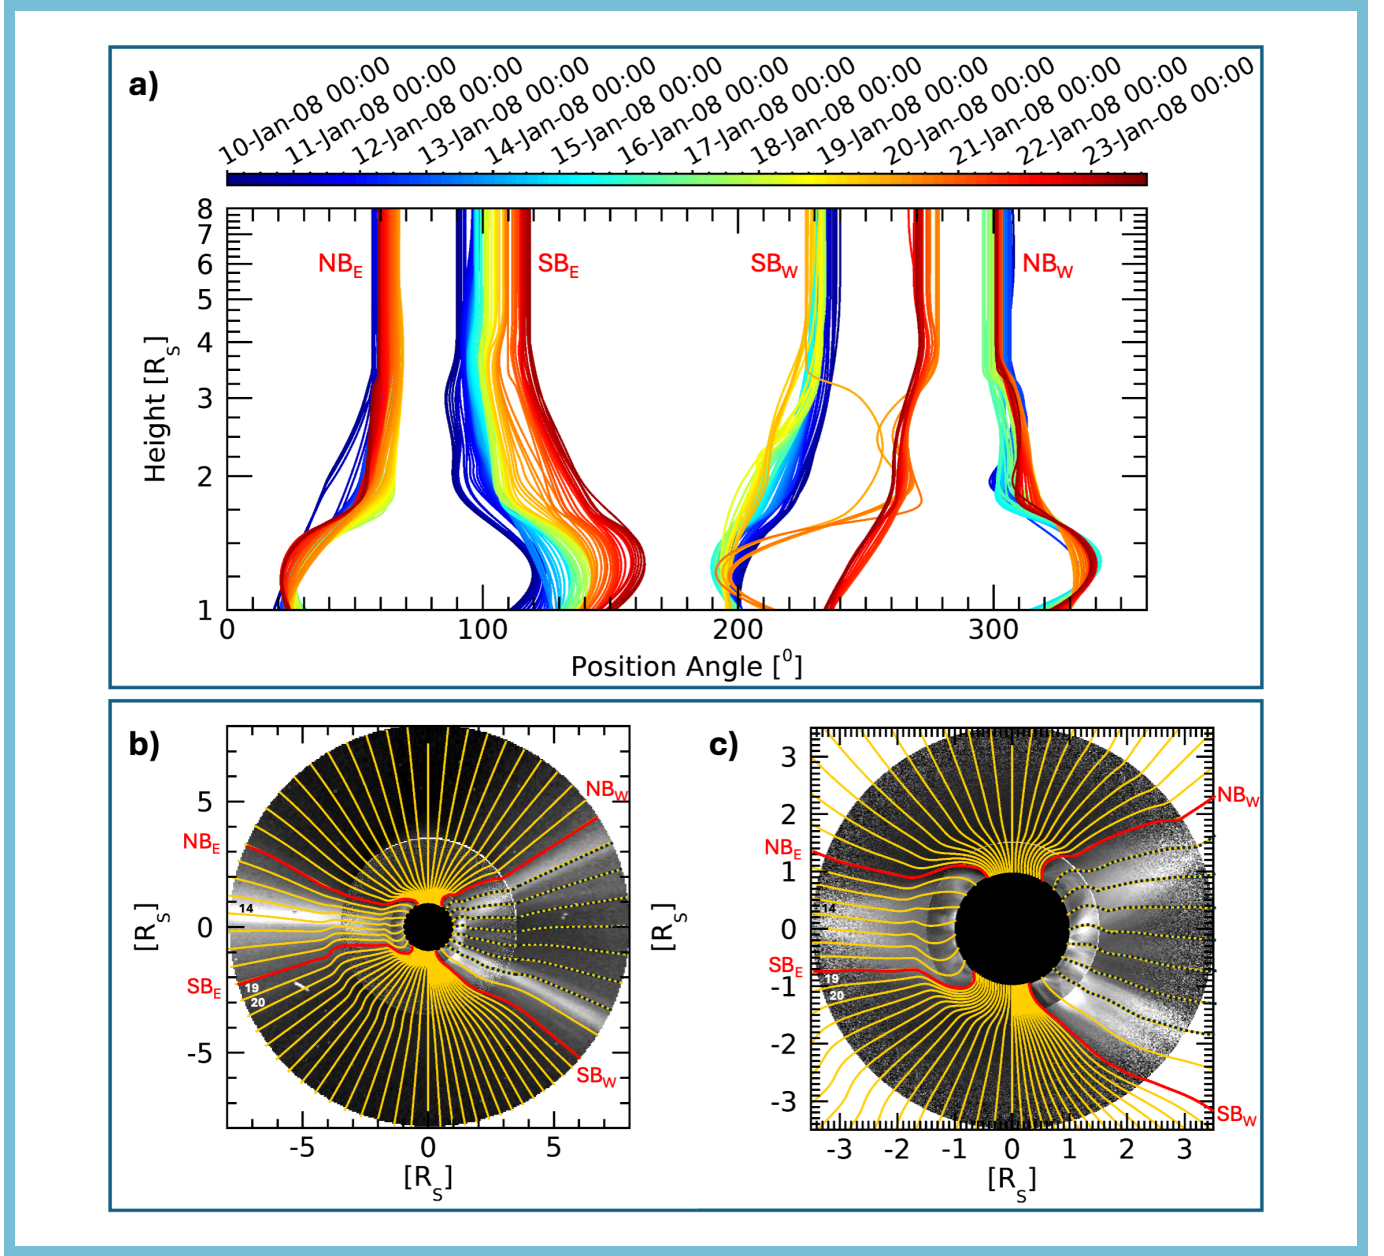 a)
10-Jan-08 00:00
11-Jan-08 00:00
12-Jan-08 00:00
13-Jan-08 00:00
14-Jan-08 00:00
15-Jan-08 00:00
16-Jan-08 00:00
17-Jan-08 00:00
18-Jan-08 00:00
19-Jan-08 00:00
20-Jan-08 00:00
21-Jan-08 00:00
22-Jan-08 00:00
23-Jan-08 00:00
8
7
6
5
4
3
2
1
Height [RS]
NBE
SBE
SBW
NBW
0
100
200
300
Position Angle [0]
b)
5
0
-5
[RS]
NBE
14
SBE
19
20
NBW
SBW
-5
0
5
[RS]
c)
3
2
1
0
-1
-2
-3
[RS]
NBE
14
SBE
19
20
NBW
SBW
-3
-2
-1
0
1
2
3
[RS]